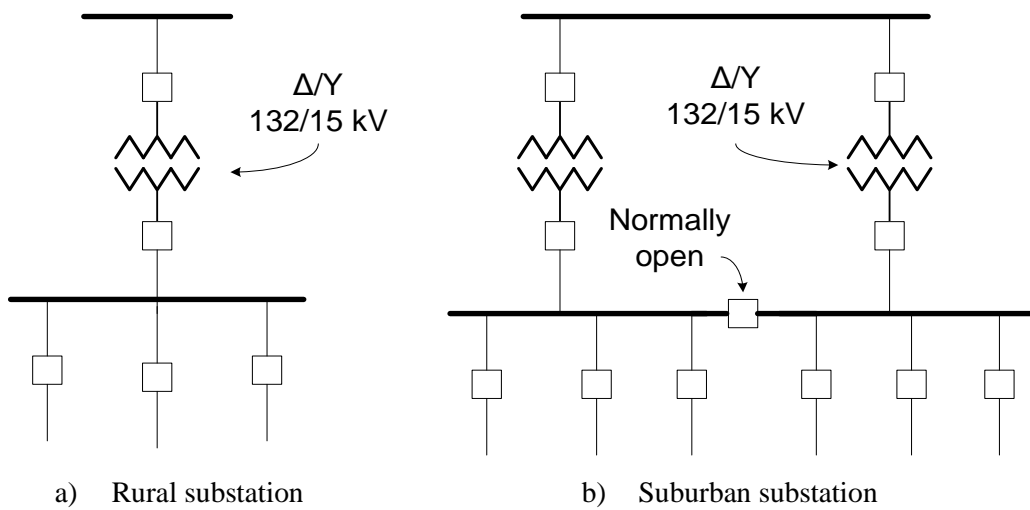 Δ/Y
132/15 kV
Δ/Y
132/15 kV
Normally
open
a) Rural substation
b) Suburban substation